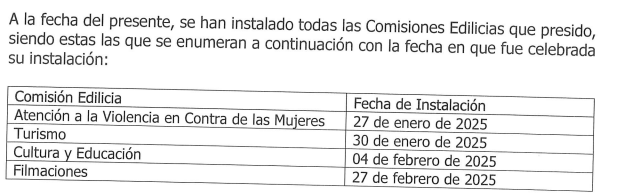 A la fecha del presente, se han instalado todas las Comisiones Edilicias que presido,
siendo estas las que se enumeran a continuación con la fecha en que fue celebrada
su instalación:
Comisión Edilicia Fecha de Instalación
Atención a la Violencia en Contra de las Mujeres 27 de enero de 2025
Turismo 30 de enero de 2025
Cultura y Educación 04 de febrero de 2025
Filmaciones 27 de febrero de 2025